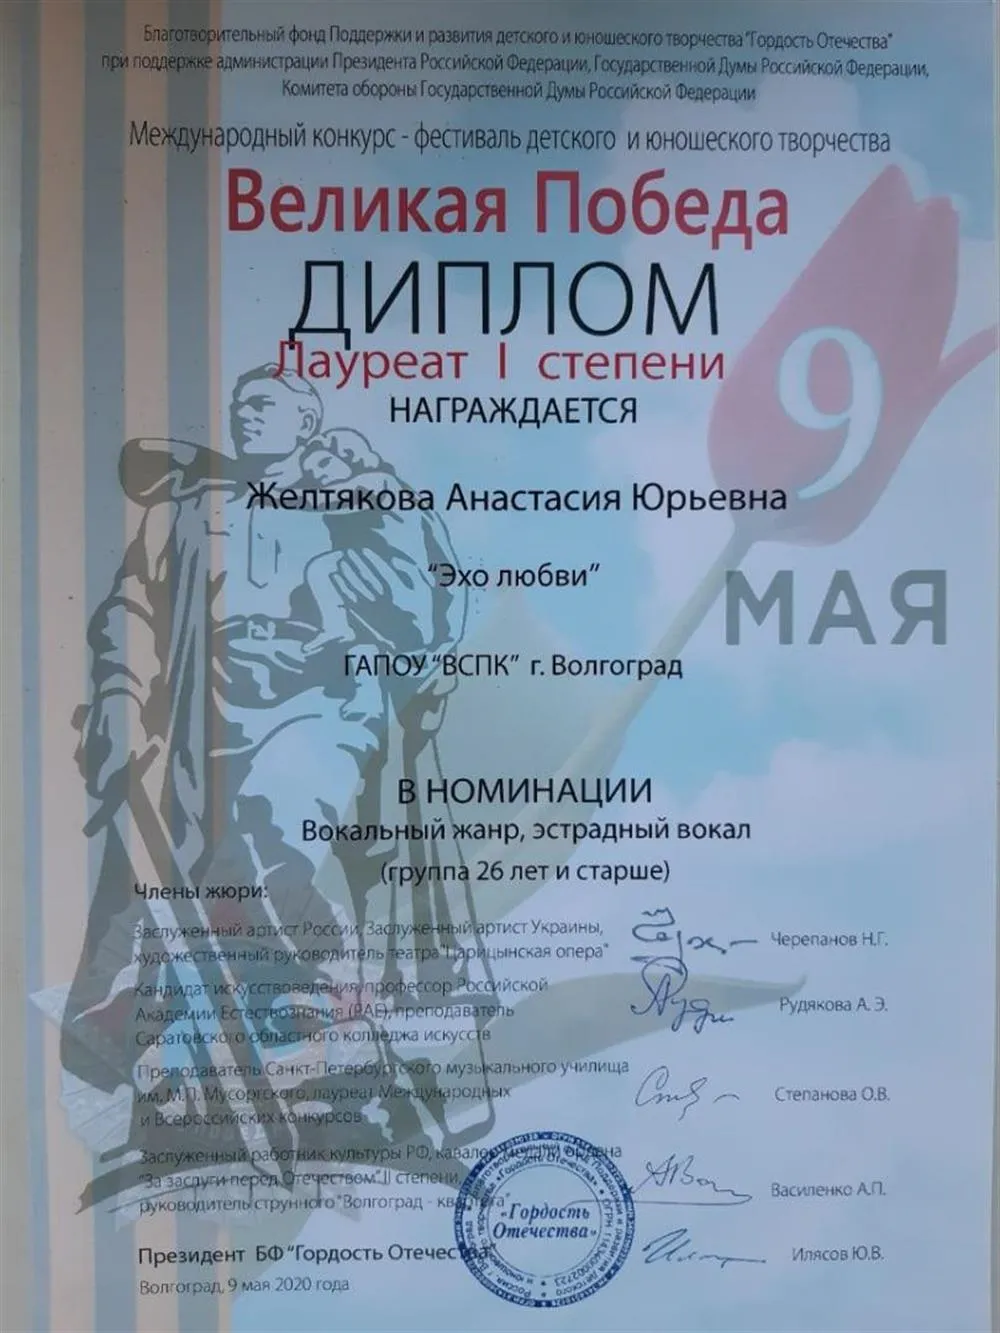 Благотворительный фонд Поддержки и развития детского и юношеского творчества "Гордость Отечества"
при поддержке администрации Президента Российской Федерации, Государственной Думы Российской Федерации,
Комитета обороны Государственной Думы Российской Федерации
Международный конкурс - фестиваль детского и юношеского творчества
Великая Победа
ДИПЛОМ
Лауреат I степени
НАГРАЖДАЕТСЯ
9
МАЯ
Желтякова Анастасия Юрьевна
"Эхо любви"
ГАПОУ "ВСПК" г. Волгоград
В НОМИНАЦИИ
Вокальный жанр, эстрадный вокал
(группа 26 лет и старше)
Члены жюри:
Заслуженный артист России, Заслуженный артист Украины,
художественный руководитель театра "Царицынская опера"
Черепанов Н.Г.
Кандидат искусствоведения, профессор Российской
Академии Естествознания (РАЕ), преподаватель
Саратовского областного колледжа искусств
Рудякова А. Э.
Преподаватель Санкт-Петербургского музыкального училища
им. М.П. Мусоргского, лауреат Международных
и Всероссийских конкурсов
Степанова О.В.
Заслуженный работник культуры РФ, кавалер медали ордена
"За заслуги перед Отечеством" II степени,
руководитель струнного "Волгоград - квартета"
Василенко А.П.
Президент БФ "Гордость Отечества"
Илясов Ю.В.
Волгоград, 9 мая 2020 года
«Гордость
Отечества»